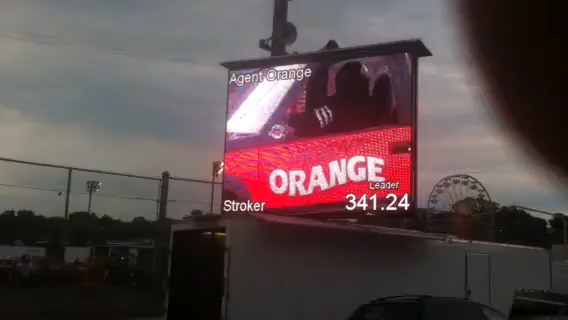 Agent Orange
ORANGE
Leader
Stroker
341.24